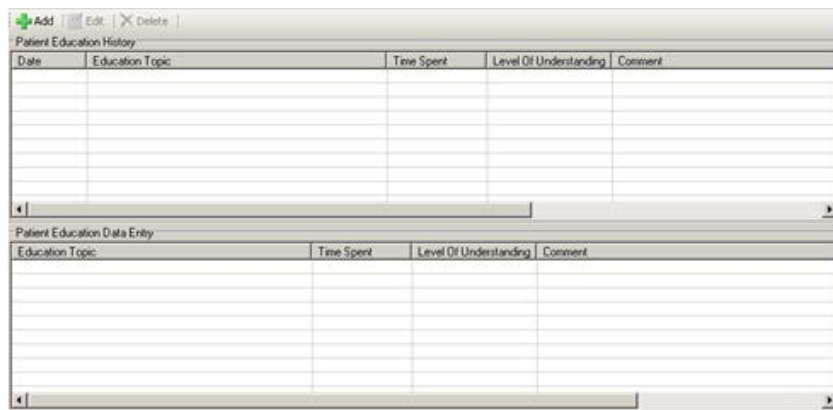 Add Edit Delete
Patient Education History
Date Education Topic Time Spent Level Of Understanding Comment
Patient Education Data Entry
Education Topic Time Spent Level Of Understanding Comment